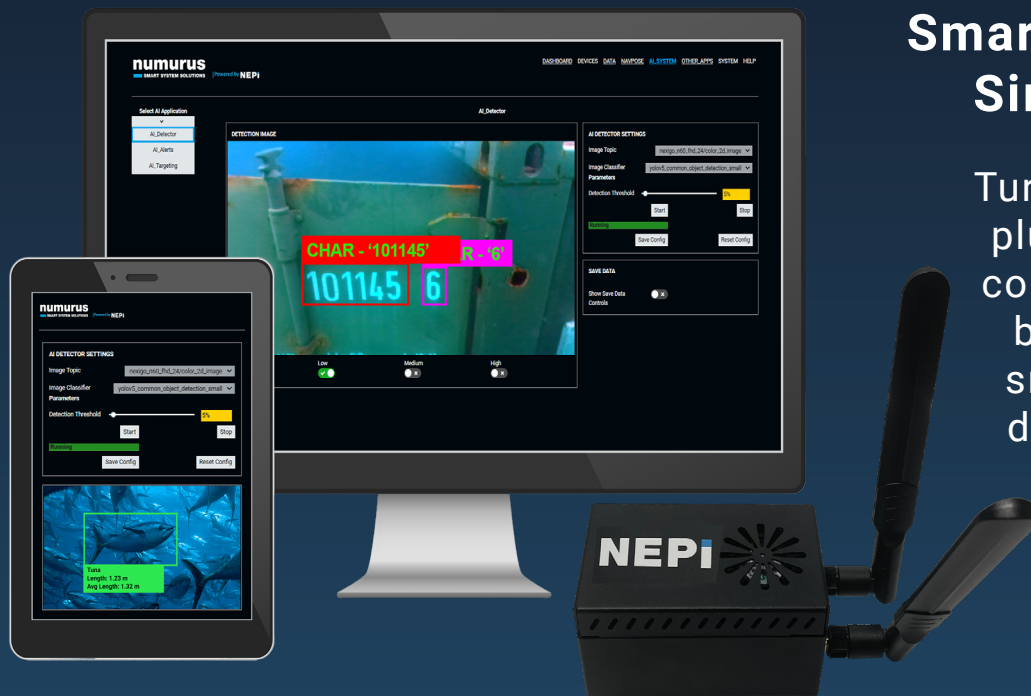 Smar
Sin
Tur
plu
co
b
sr
d
numurus
SMART SYSTEM SOLUTIONS | Powered by NEPi
DASHBOARD DEVICES DATA NAVPOSE AI_SYSTEM OTHER_APPS SYSTEM HELP
Select AI Application
AI_Detector
AI_Alerts
AI_Targeting
AI_Detector
DETECTION IMAGE
CHAR - '101145' R - '6'
101145 6
Low Medium High
AI DETECTOR SETTINGS
Image Topic nexigo_n60_fhd_24/color_2d_image
Image Classifier yolov5_common_object_detection_small
Parameters
Detection Threshold 5%
Start Stop
Running
Save Config Reset Config
SAVE DATA
Show Save Data
Controls
numurus
SMART SYSTEM SOLUTIONS | Powered by NEPi
AI DETECTOR SETTINGS
Image Topic nexigo_n60_fhd_24/color_2d_image
Image Classifier yolov5_common_object_detection_small
Parameters
Detection Threshold 5%
Start Stop
Running
Save Config Reset Config
Tuna
Length: 1.23 m
Avg Length: 1.32 m
NEPi